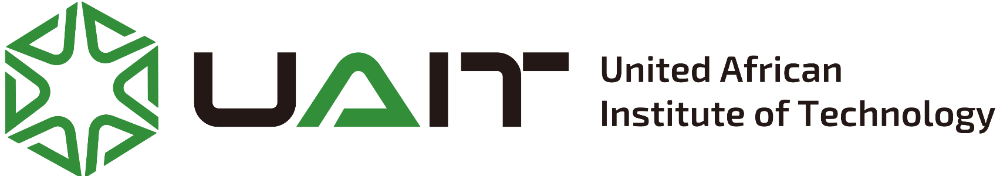 UAIT
United African
Institute of Technology